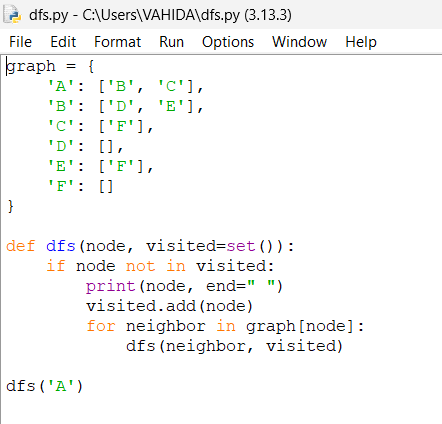 dfs.py - C:\Users\VAHIDA\dfs.py (3.13.3)
File Edit Format Run Options Window Help
graph = {
    'A': ['B', 'C'],
    'B': ['D', 'E'],
    'C': ['F'],
    'D': [],
    'E': ['F'],
    'F': []
}

def dfs(node, visited=set()):
    if node not in visited:
        print(node, end=" ")
        visited.add(node)
        for neighbor in graph[node]:
            dfs(neighbor, visited)

dfs('A')